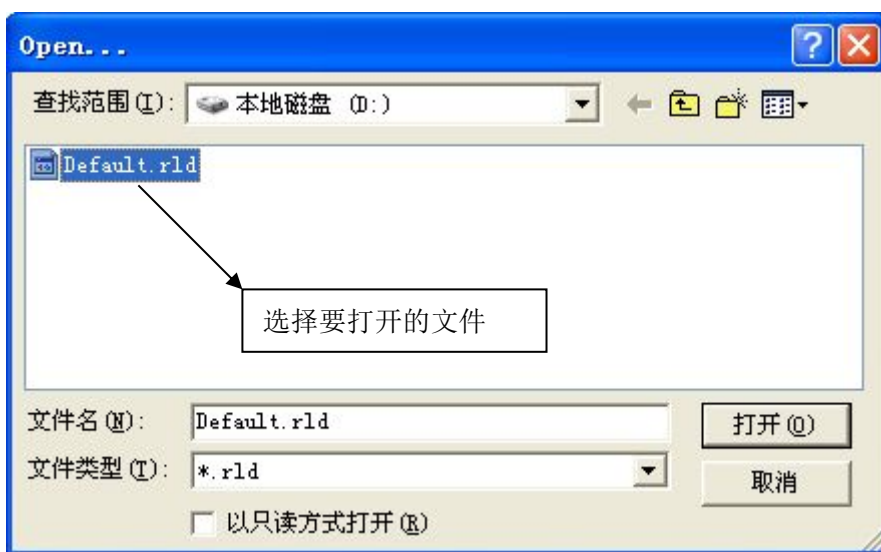 Open...
查找范围(I): 本地磁盘 (D:)
Default.rld
选择要打开的文件
文件名(N): Default.rld 打开(O)
文件类型(T): *.rld 取消
以只读方式打开(R)